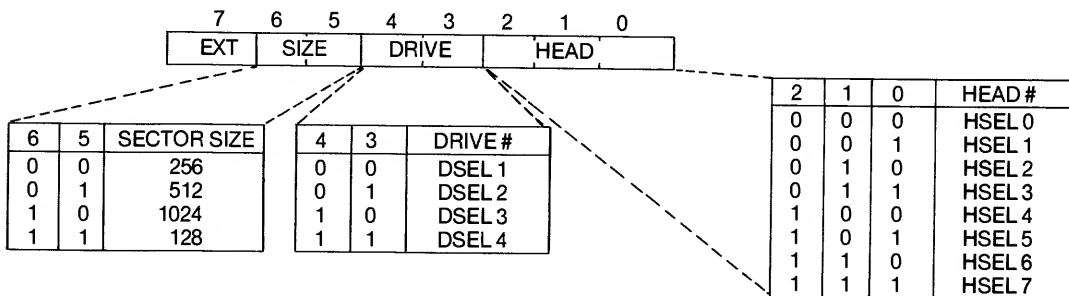 7 6 5 4 3 2 1 0
EXT SIZE DRIVE HEAD
6 5 SECTOR SIZE
0 0 256
0 1 512
1 0 1024
1 1 128
4 3 DRIVE #
0 0 DSEL 1
0 1 DSEL 2
1 0 DSEL 3
1 1 DSEL 4
2 1 0 HEAD #
0 0 0 HSEL 0
0 0 1 HSEL 1
0 1 0 HSEL 2
0 1 1 HSEL 3
1 0 0 HSEL 4
1 0 1 HSEL 5
1 1 0 HSEL 6
1 1 1 HSEL 7